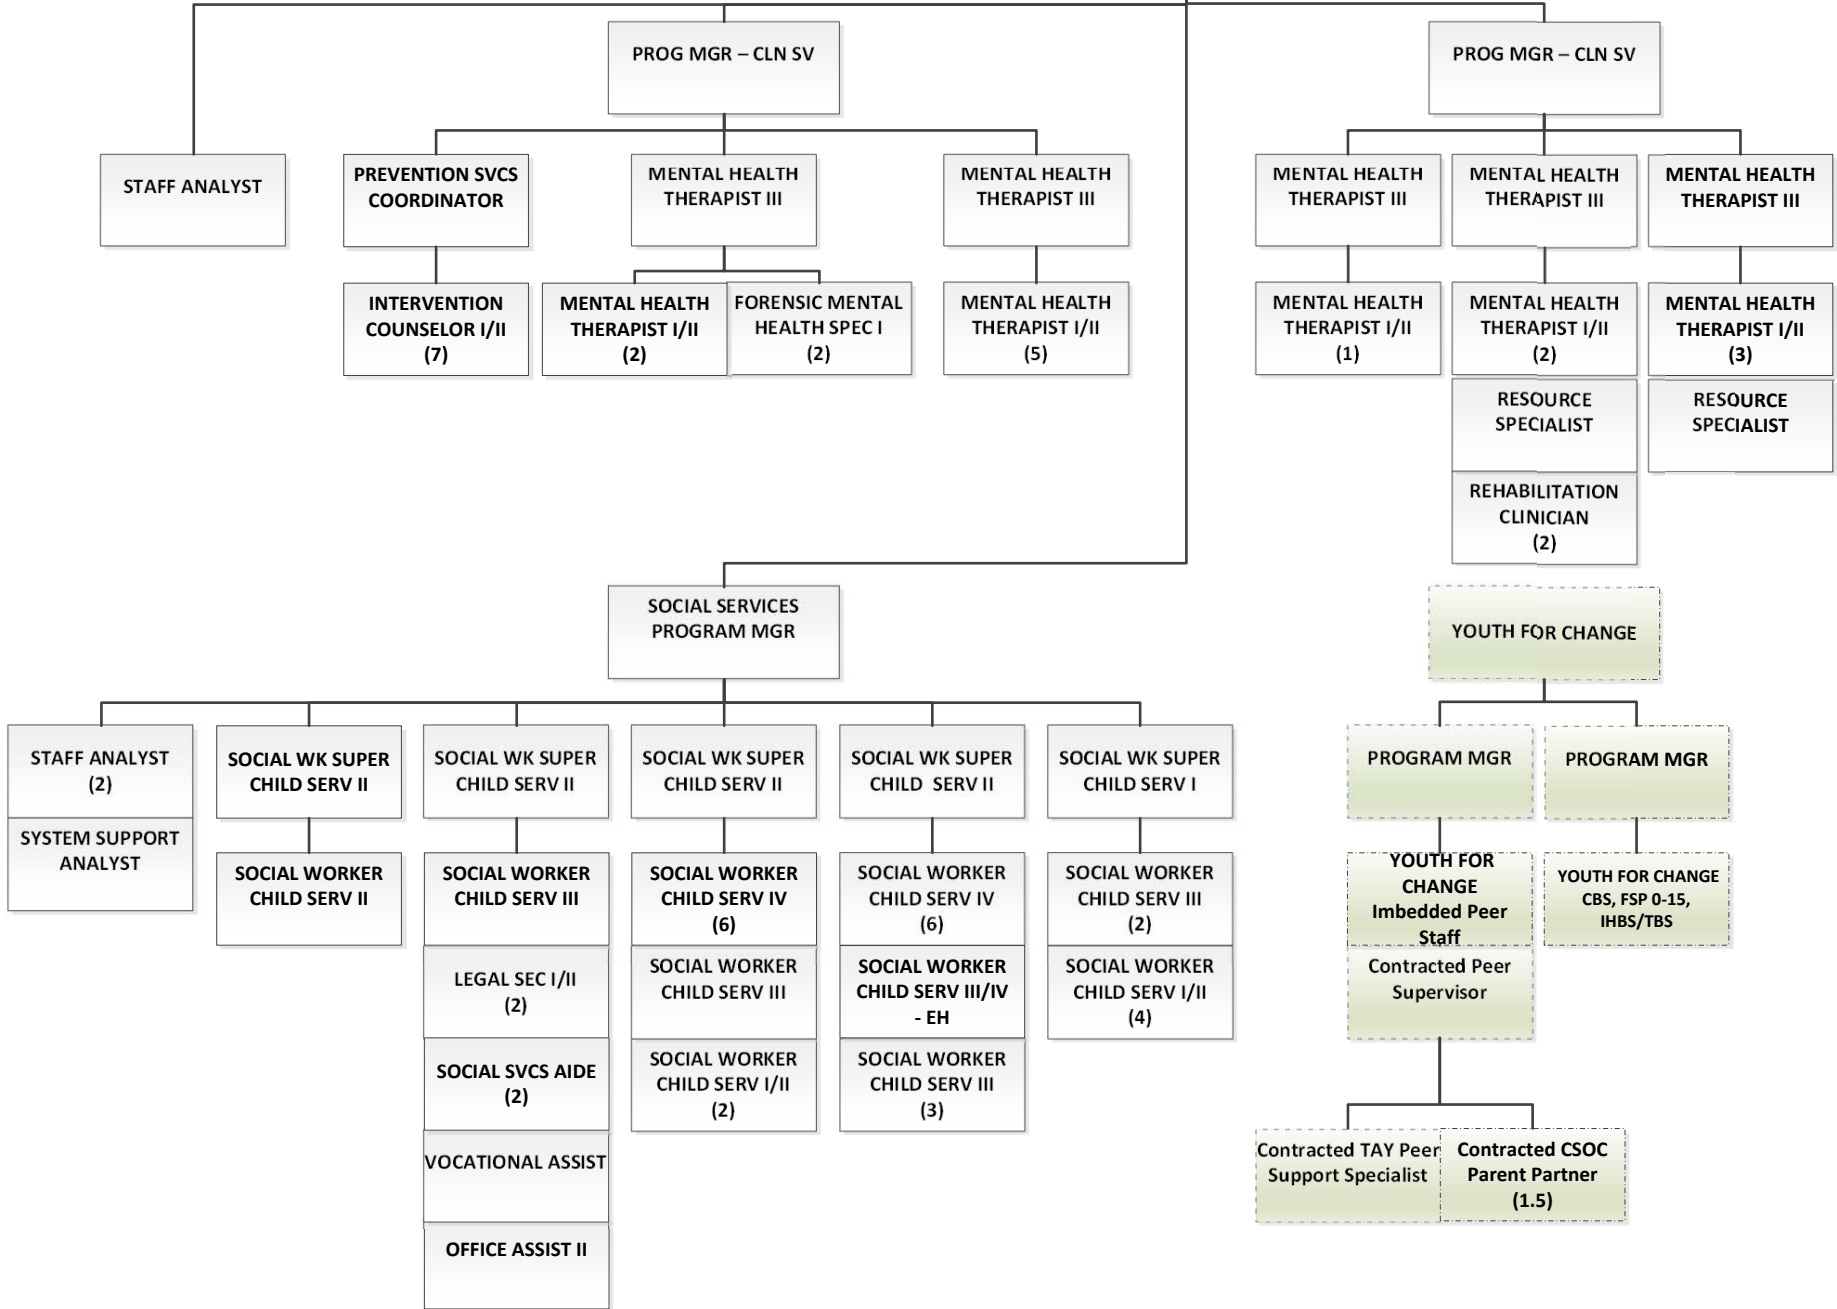 PROG MGR – CLN SV
PROG MGR – CLN SV
STAFF ANALYST
PREVENTION SVCS
COORDINATOR
MENTAL HEALTH
THERAPIST III
MENTAL HEALTH
THERAPIST III
MENTAL HEALTH
THERAPIST III
MENTAL HEALTH
THERAPIST III
MENTAL HEALTH
THERAPIST III
INTERVENTION
COUNSELOR I/II
(7)
MENTAL HEALTH
THERAPIST I/II
(2)
FORENSIC MENTAL
HEALTH SPEC I
(2)
MENTAL HEALTH
THERAPIST I/II
(5)
MENTAL HEALTH
THERAPIST I/II
(1)
MENTAL HEALTH
THERAPIST I/II
(2)
MENTAL HEALTH
THERAPIST I/II
(3)
RESOURCE
SPECIALIST
RESOURCE
SPECIALIST
REHABILITATION
CLINICIAN
(2)
SOCIAL SERVICES
PROGRAM MGR
YOUTH FOR CHANGE
STAFF ANALYST
(2)
SYSTEM SUPPORT
ANALYST
SOCIAL WK SUPER
CHILD SERV II
SOCIAL WORKER
CHILD SERV II
SOCIAL WK SUPER
CHILD SERV II
SOCIAL WORKER
CHILD SERV III
LEGAL SEC I/II
(2)
SOCIAL SVCS AIDE
(2)
VOCATIONAL ASSIST
OFFICE ASSIST II
SOCIAL WK SUPER
CHILD SERV II
SOCIAL WORKER
CHILD SERV IV
(6)
SOCIAL WORKER
CHILD SERV III
SOCIAL WORKER
CHILD SERV I/II
(2)
SOCIAL WK SUPER
CHILD  SERV II
SOCIAL WORKER
CHILD SERV IV
(6)
SOCIAL WORKER
CHILD SERV III/IV
- EH
SOCIAL WORKER
CHILD SERV III
(3)
SOCIAL WK SUPER
CHILD SERV I
SOCIAL WORKER
CHILD SERV III
(2)
SOCIAL WORKER
CHILD SERV I/II
(4)
PROGRAM MGR
YOUTH FOR
CHANGE
Imbedded Peer
Staff
Contracted Peer
Supervisor
PROGRAM MGR
YOUTH FOR CHANGE
CBS, FSP 0-15,
IHBS/TBS
Contracted TAY Peer
Support Specialist
Contracted CSOC
Parent Partner
(1.5)